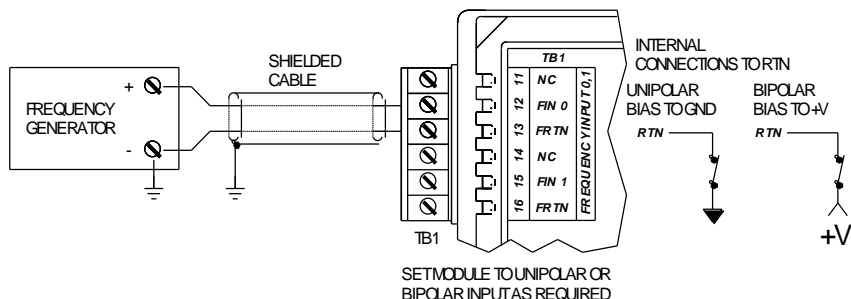 FREQUENCY
GENERATOR
+
-
SHIELDED
CABLE
TB1
TB1
11 NC
12 FIN 0
13 FRTN
14 NC
15 FIN 1
16 FRTN
FREQUENCY INPUT 0,1
INTERNAL
CONNECTIONS TO RTN
UNIPOLAR
BIAS TO GND
RTN
BIPOLAR
BIAS TO +V
RTN
+V
SET MODULE TO UNIPOLAR OR
BIPOLAR INPUT AS REQUIRED